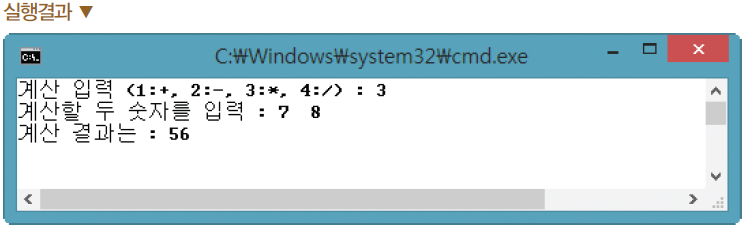 실행결과 ▼
C:\. C:₩Windows₩system32₩cmd.exe
계산 입력 (1:+, 2:-, 3:*, 4:/) : 3
계산할 두 숫자를 입력 : 7  8
계산 결과는 : 56